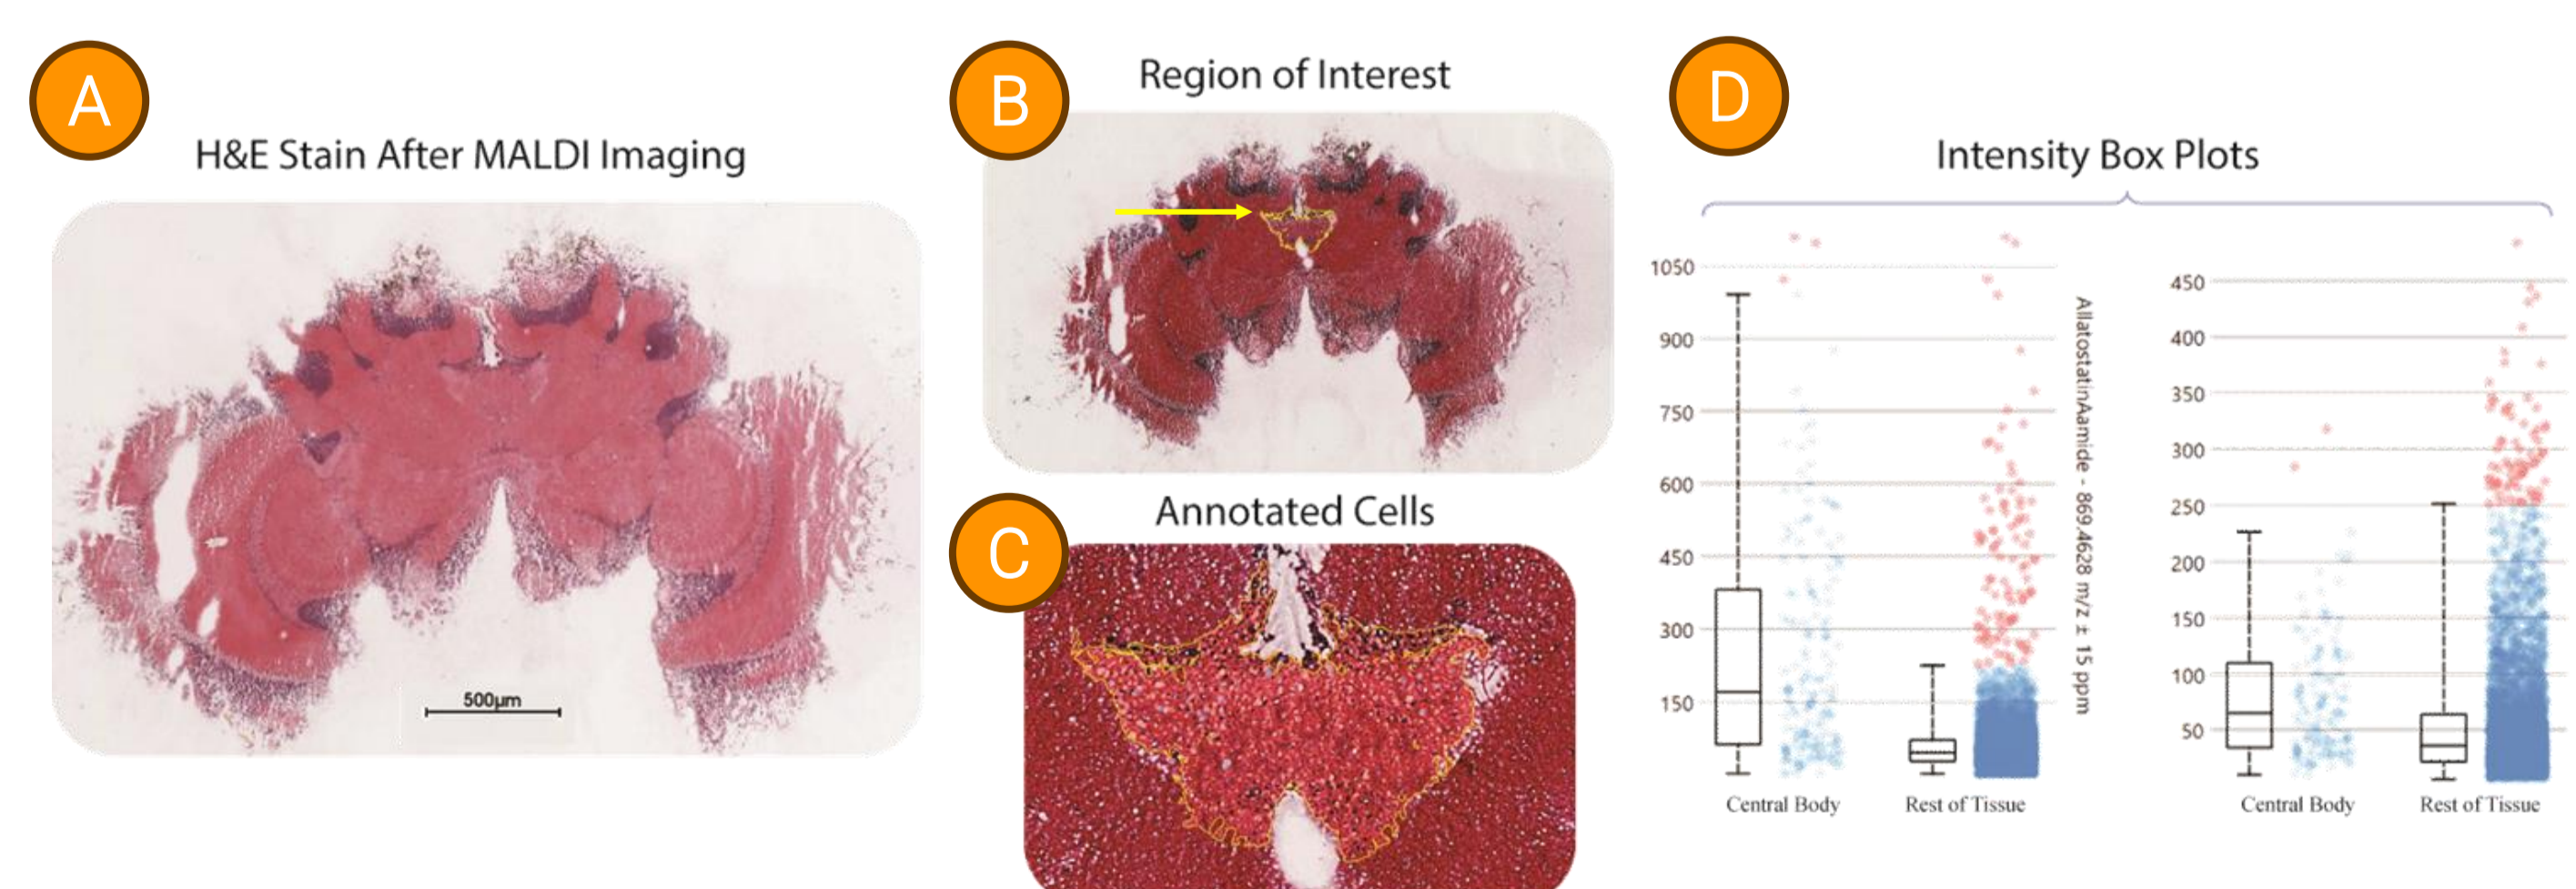 A
H&E Stain After MALDI Imaging
500µm
B
Region of Interest
C
Annotated Cells
D
Intensity Box Plots
1050
900
750
600
450
300
150
Central Body
Rest of Tissue
AllatostatinAamide - 869.4628 m/z ± 15 ppm
450
400
350
300
250
200
150
100
50
Central Body
Rest of Tissue